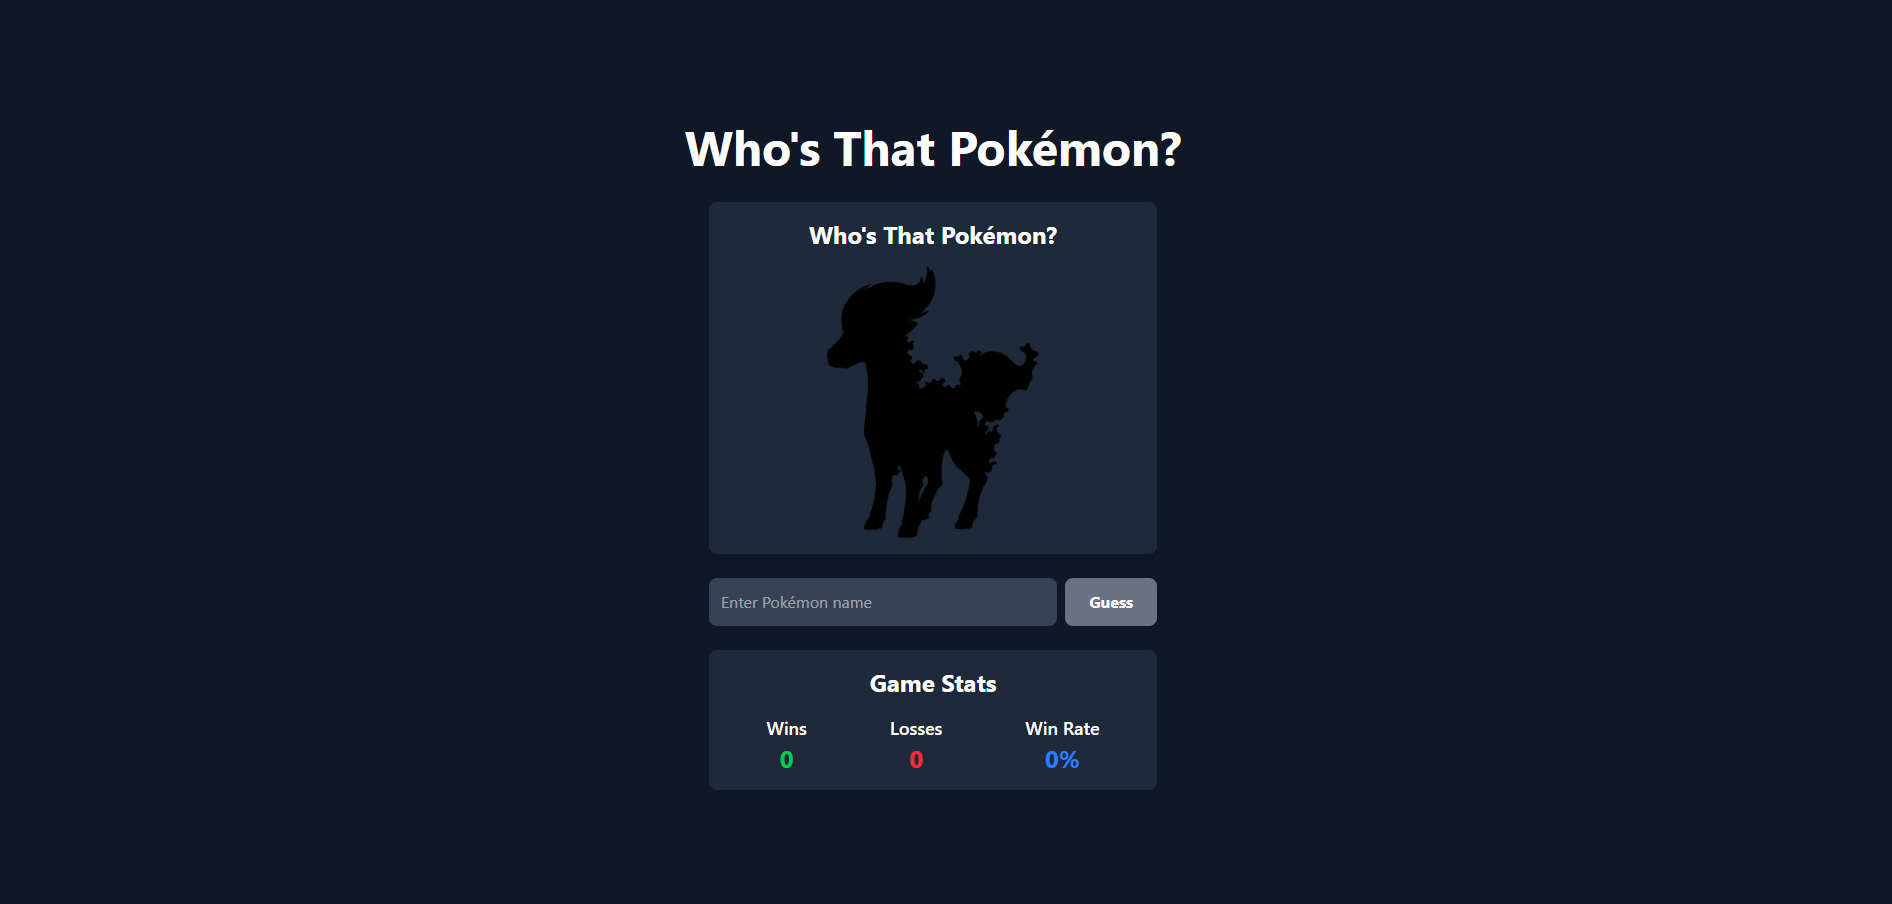 Who's That Pokémon?
Who's That Pokémon?
Enter Pokémon name
Guess
Game Stats
Wins
Losses
Win Rate
0
0
0%